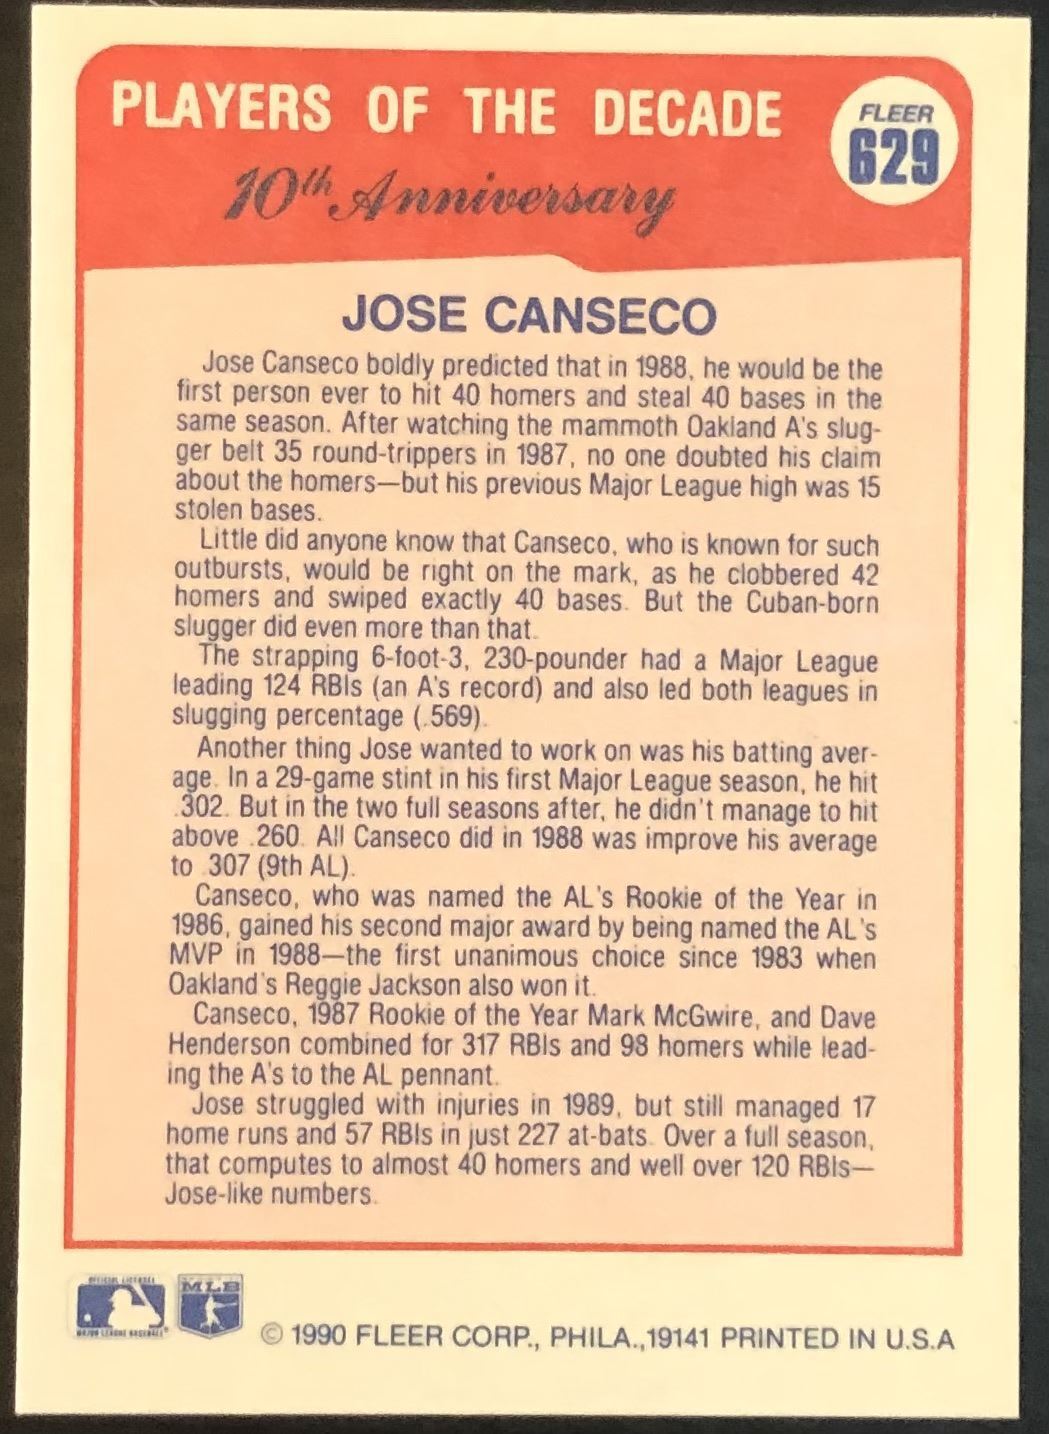 PLAYERS OF THE DECADE
FLEER
629
10th Anniversary
JOSE CANSECO
Jose Canseco boldly predicted that in 1988, he would be the
first person ever to hit 40 homers and steal 40 bases in the
same season. After watching the mammoth Oakland A's slug-
ger belt 35 round-trippers in 1987, no one doubted his claim
about the homers—but his previous Major League high was 15
stolen bases.
Little did anyone know that Canseco, who is known for such
outbursts, would be right on the mark, as he clobbered 42
homers and swiped exactly 40 bases. But the Cuban-born
slugger did even more than that.
The strapping 6-foot-3, 230-pounder had a Major League
leading 124 RBIs (an A's record) and also led both leagues in
slugging percentage (.569).
Another thing Jose wanted to work on was his batting aver-
age. In a 29-game stint in his first Major League season, he hit
.302. But in the two full seasons after, he didn't manage to hit
above .260. All Canseco did in 1988 was improve his average
to .307 (9th AL).
Canseco, who was named the AL's Rookie of the Year in
1986, gained his second major award by being named the AL's
MVP in 1988—the first unanimous choice since 1983 when
Oakland's Reggie Jackson also won it.
Canseco, 1987 Rookie of the Year Mark McGwire, and Dave
Henderson combined for 317 RBIs and 98 homers while lead-
ing the A's to the AL pennant.
Jose struggled with injuries in 1989, but still managed 17
home runs and 57 RBIs in just 227 at-bats. Over a full season,
that computes to almost 40 homers and well over 120 RBIs—
Jose-like numbers.
OFFICIAL LICENSEE
MAJOR LEAGUE BASEBALL
MLB
© 1990 FLEER CORP., PHILA.,19141 PRINTED IN U.S.A